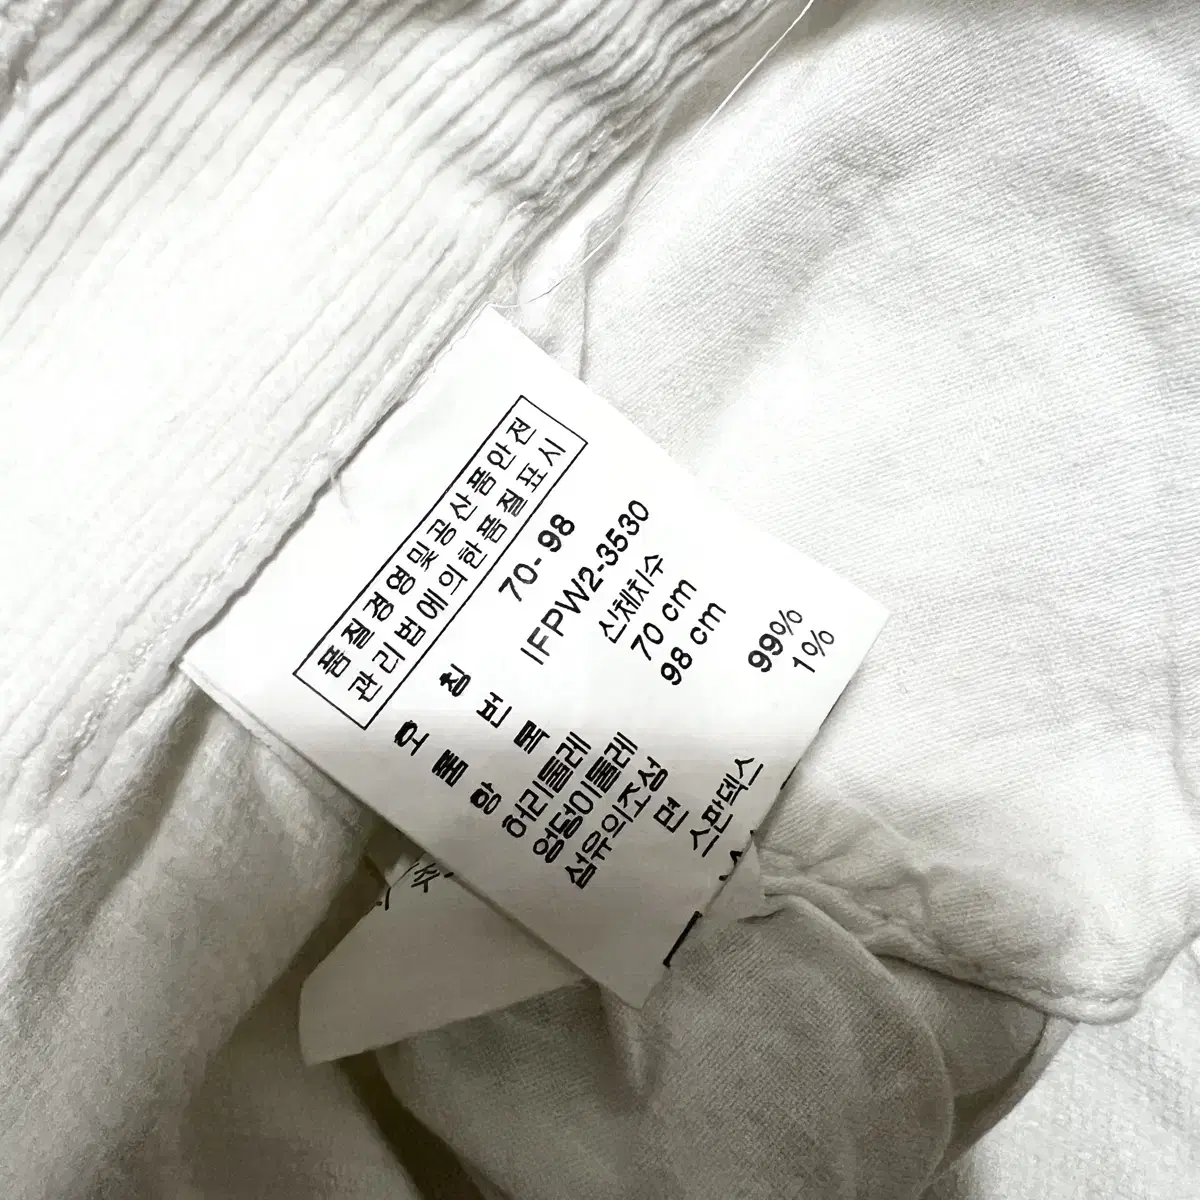 품질경영및공산품안전
관리법에의한품질표시
호 칭 70-98
품 번 IFPW2-3530
항 목 신체치수
허리둘레 70 cm
엉덩이둘레 98 cm
섬유의조성
면 99%
스판덱스 1%